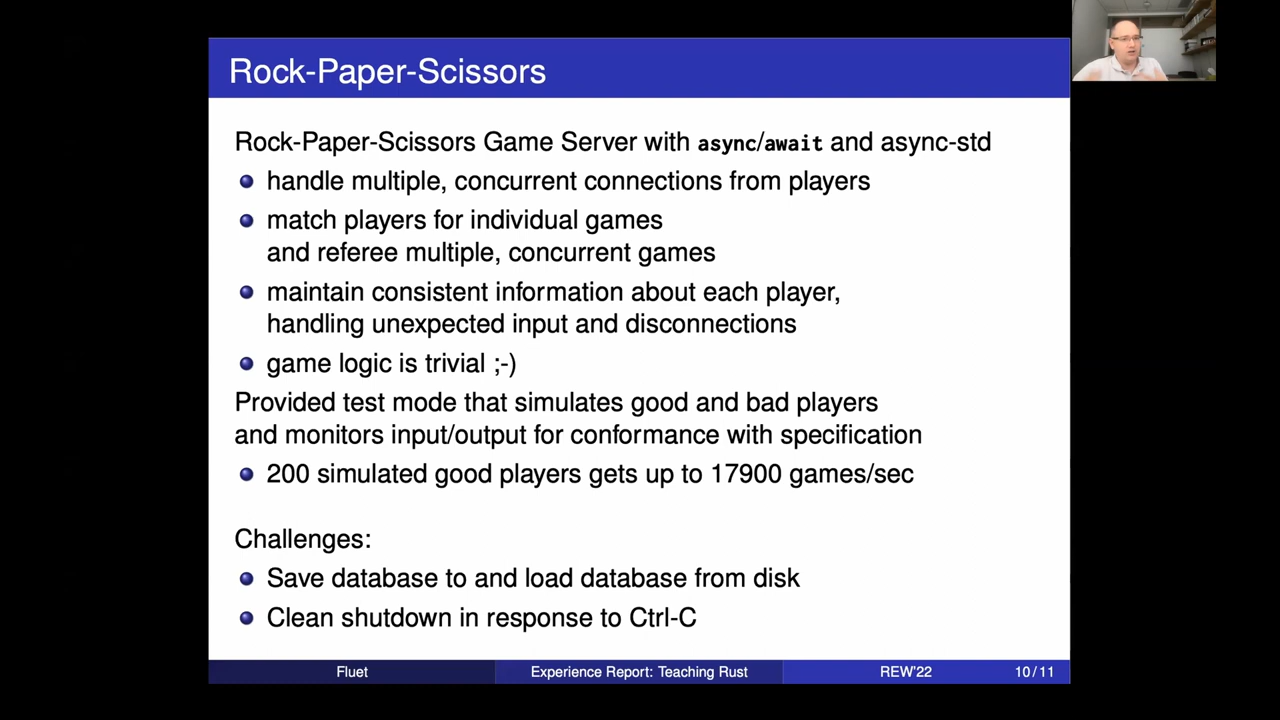 Rock-Paper-Scissors
Rock-Paper-Scissors Game Server with async/await and async-std
handle multiple, concurrent connections from players
match players for individual games
and referee multiple, concurrent games
maintain consistent information about each player,
handling unexpected input and disconnections
game logic is trivial ;-)
Provided test mode that simulates good and bad players
and monitors input/output for conformance with specification
200 simulated good players gets up to 17900 games/sec
Challenges:
Save database to and load database from disk
Clean shutdown in response to Ctrl-C
Fluet
Experience Report: Teaching Rust
REW'22
10/11